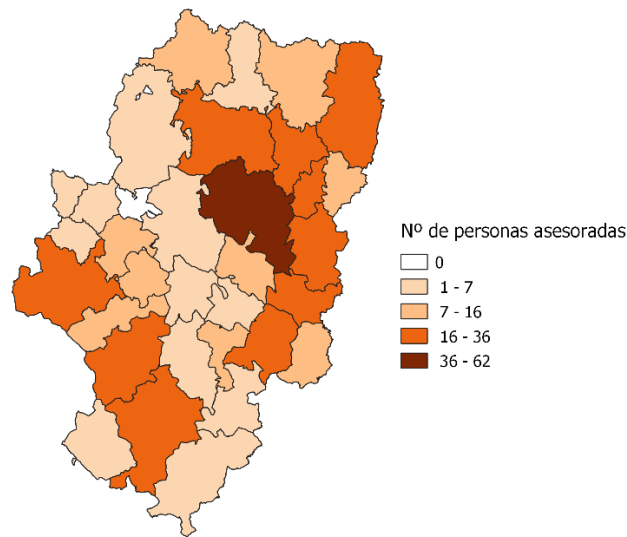 Nº de personas asesoradas
0
1 - 7
7 - 16
16 - 36
36 - 62